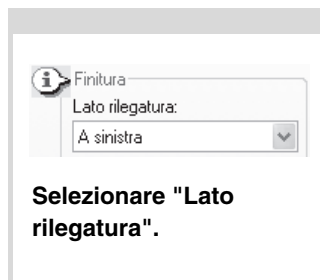 Finitura
Lato rilegatura:
A sinistra
Selezionare "Lato
rilegatura".